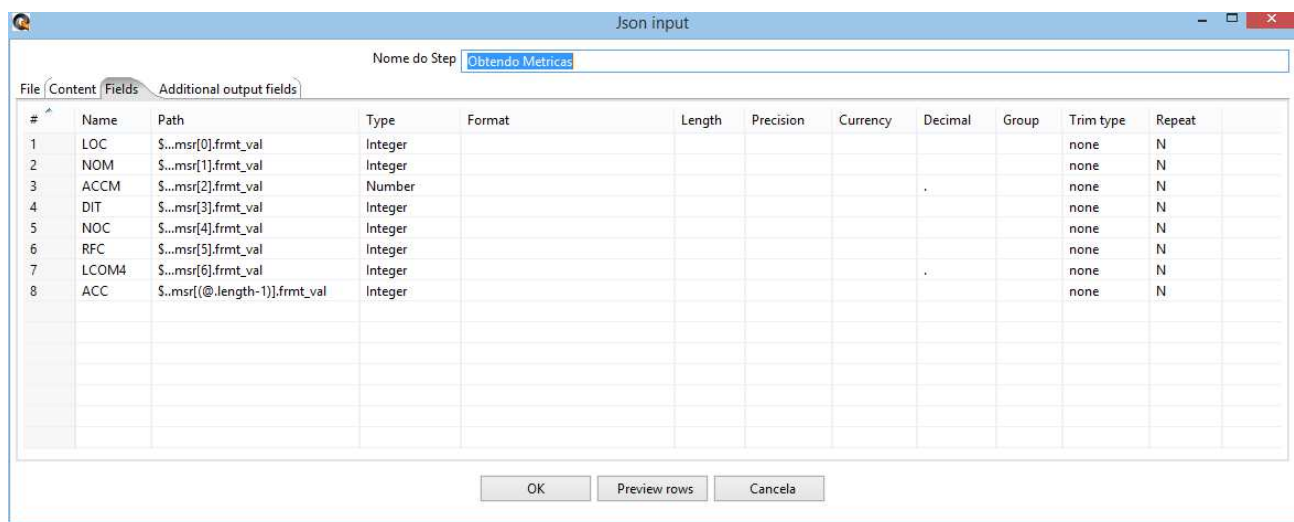 Json input
Nome do Step Obtendo Metricas
File Content Fields Additional output fields
# Name Path Type Format Length Precision Currency Decimal Group Trim type Repeat
1 LOC $...msr[0].frmt_val Integer none N
2 NOM $...msr[1].frmt_val Integer none N
3 ACCM $...msr[2].frmt_val Number . none N
4 DIT $...msr[3].frmt_val Integer none N
5 NOC $...msr[4].frmt_val Integer none N
6 RFC $...msr[5].frmt_val Integer none N
7 LCOM4 $...msr[6].frmt_val Integer . none N
8 ACC $..msr[(@.length-1)].frmt_val Integer none N
OK Preview rows Cancela